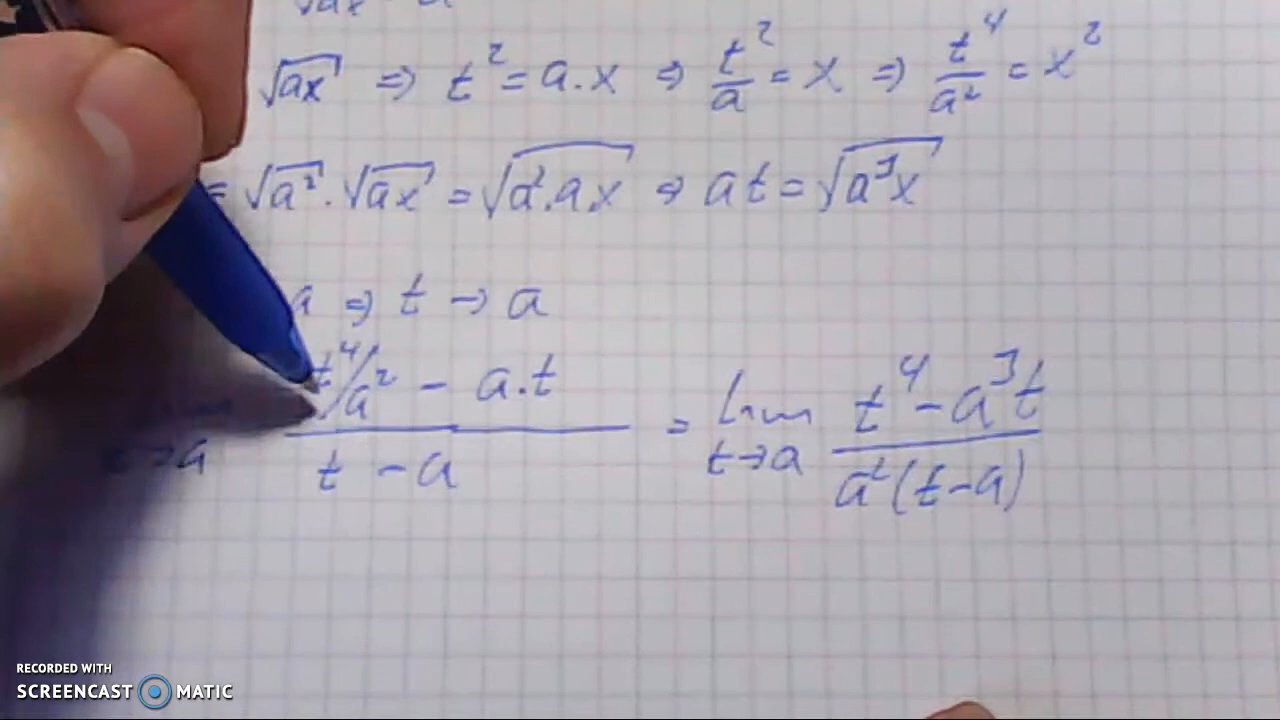 √ax ⇒ t² = a.x ⇒ t²/a = x ⇒ t⁴/a² = x²
= √a² . √ax = √a².ax ⇒ at = √a³x
a ⇒ t → a
t⁴/a² - a.t
t - a
= lim t→a
t⁴ - a³t
a²(t-a)
RECORDED WITH
SCREENCAST MATIC